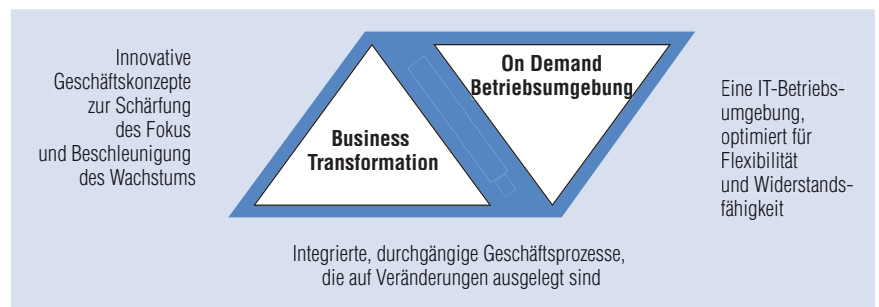 Innovative
Geschäftskonzepte
zur Schärfung
des Fokus
und Beschleunigung
des Wachstums
Business
Transformation
On Demand
Betriebsumgebung
Eine IT-Betriebs-
umgebung,
optimiert für
Flexibilität
und Widerstands-
fähigkeit
Integrierte, durchgängige Geschäftsprozesse,
die auf Veränderungen ausgelegt sind